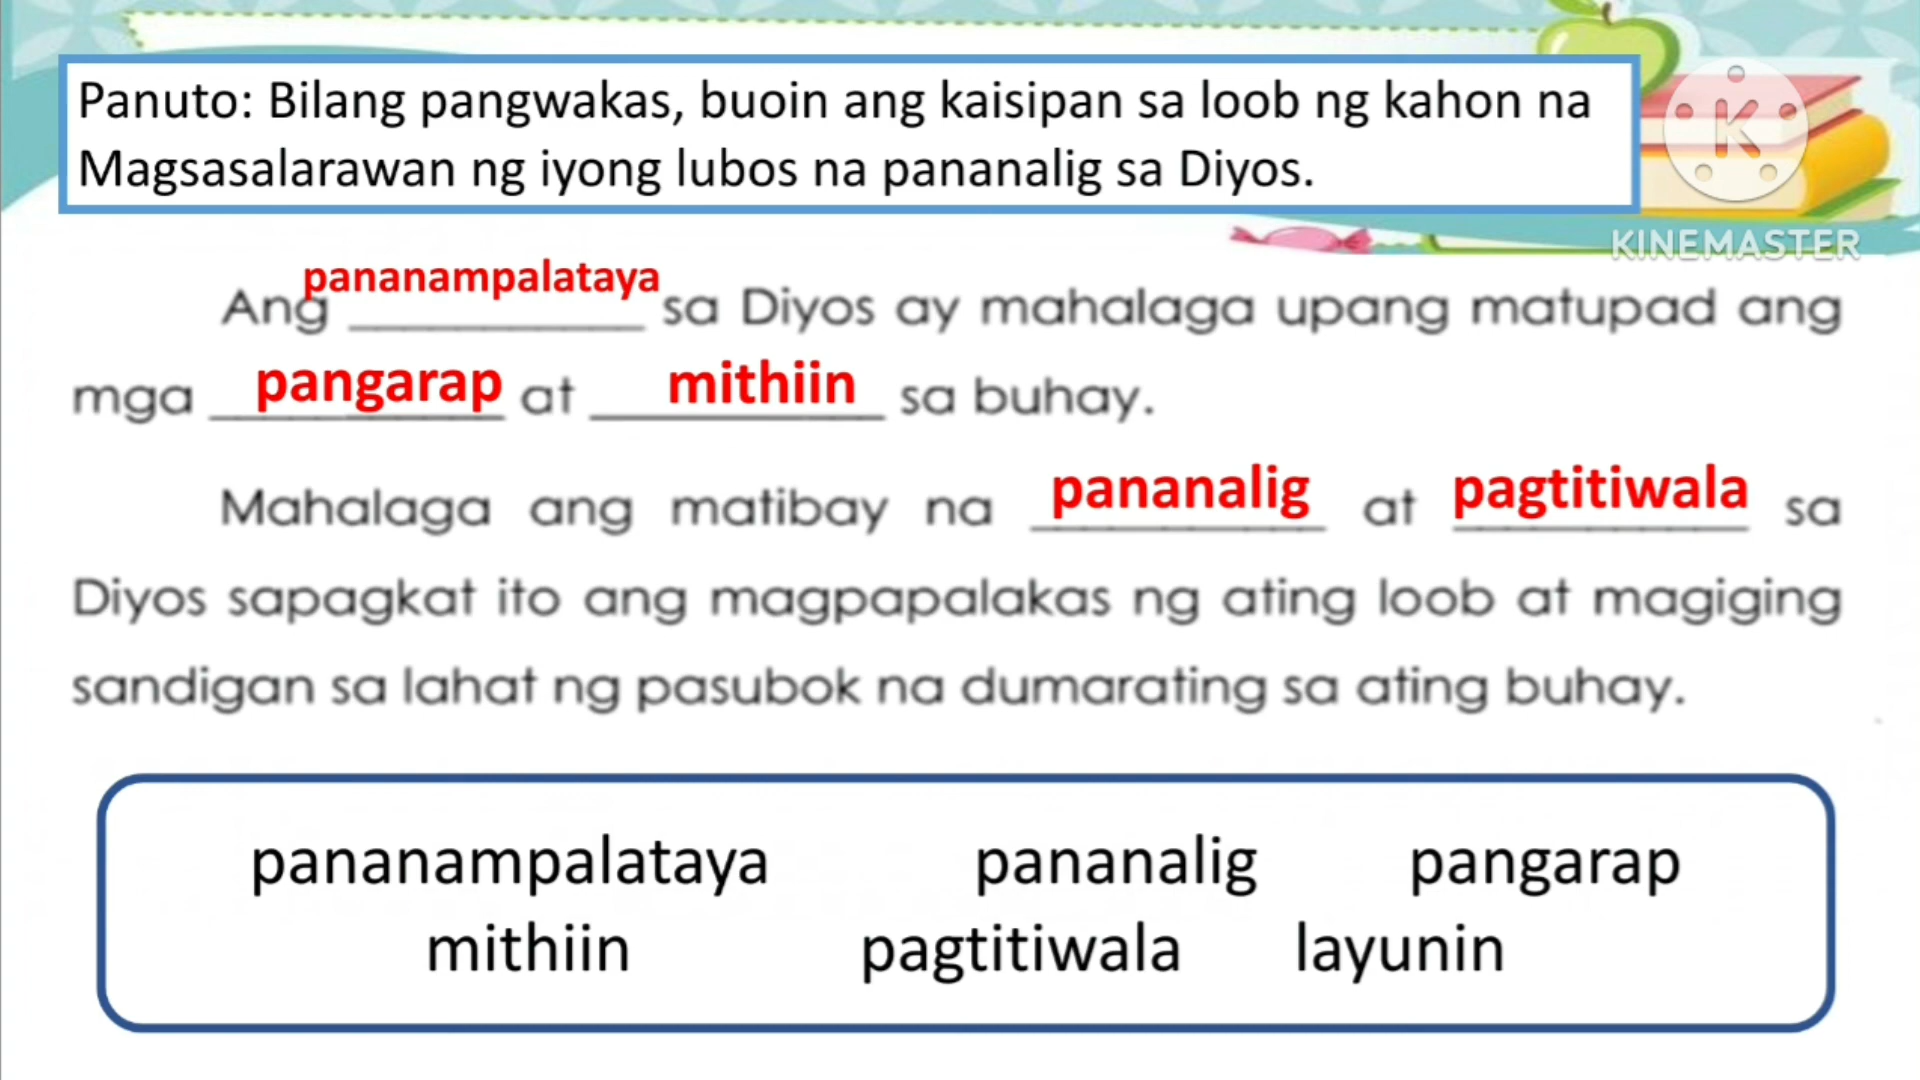 Panuto: Bilang pangwakas, buoin ang kaisipan sa loob ng kahon na
Magsasalarawan ng iyong lubos na pananalig sa Diyos.
K
KINEMASTER
Ang pananampalataya sa Diyos ay mahalaga upang matupad ang
mga pangarap at mithiin sa buhay.
Mahalaga ang matibay na pananalig at pagtitiwala sa
Diyos sapagkat ito ang magpapalakas ng ating loob at magiging
sandigan sa lahat ng pasubok na dumarating sa ating buhay.
pananampalataya pananalig pangarap
mithiin pagtitiwala layunin